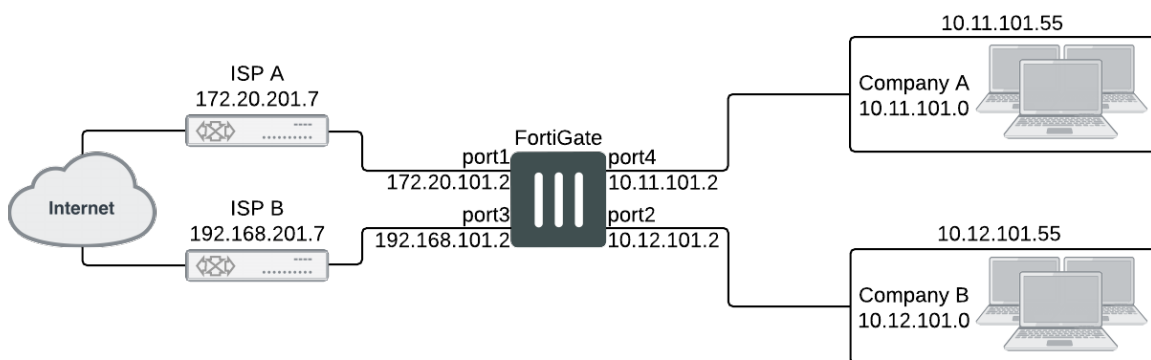 10.11.101.55
ISP A
172.20.201.7
Company A
10.11.101.0
FortiGate
port1
port4
172.20.101.2
10.11.101.2
Internet
ISP B
192.168.201.7
port3
port2
192.168.101.2
10.12.101.2
10.12.101.55
Company B
10.12.101.0